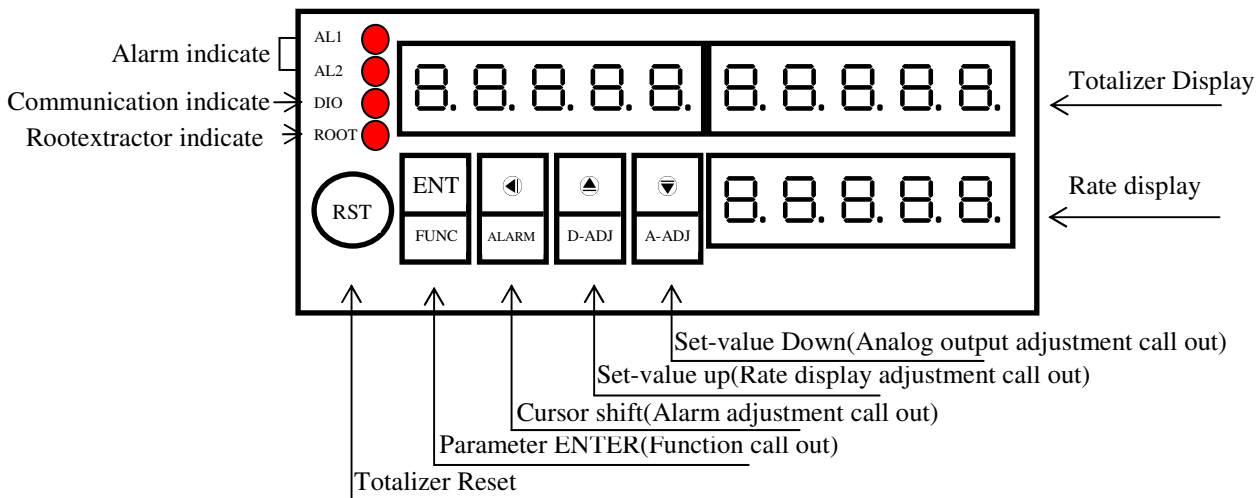 AL1
Alarm indicate
AL2
Totalizer Display
Communication indicate
DIO
Rootextractor indicate
ROOT
8.8.8.8.8. 8.8.8.8.8.
ENT
RST
FUNC
ALARM
D-ADJ
A-ADJ
8.8.8.8.8.
Rate display
Set-value Down(Analog output adjustment call out)
Set-value up(Rate display adjustment call out)
Cursor shift(Alarm adjustment call out)
Parameter ENTER(Function call out)
Totalizer Reset